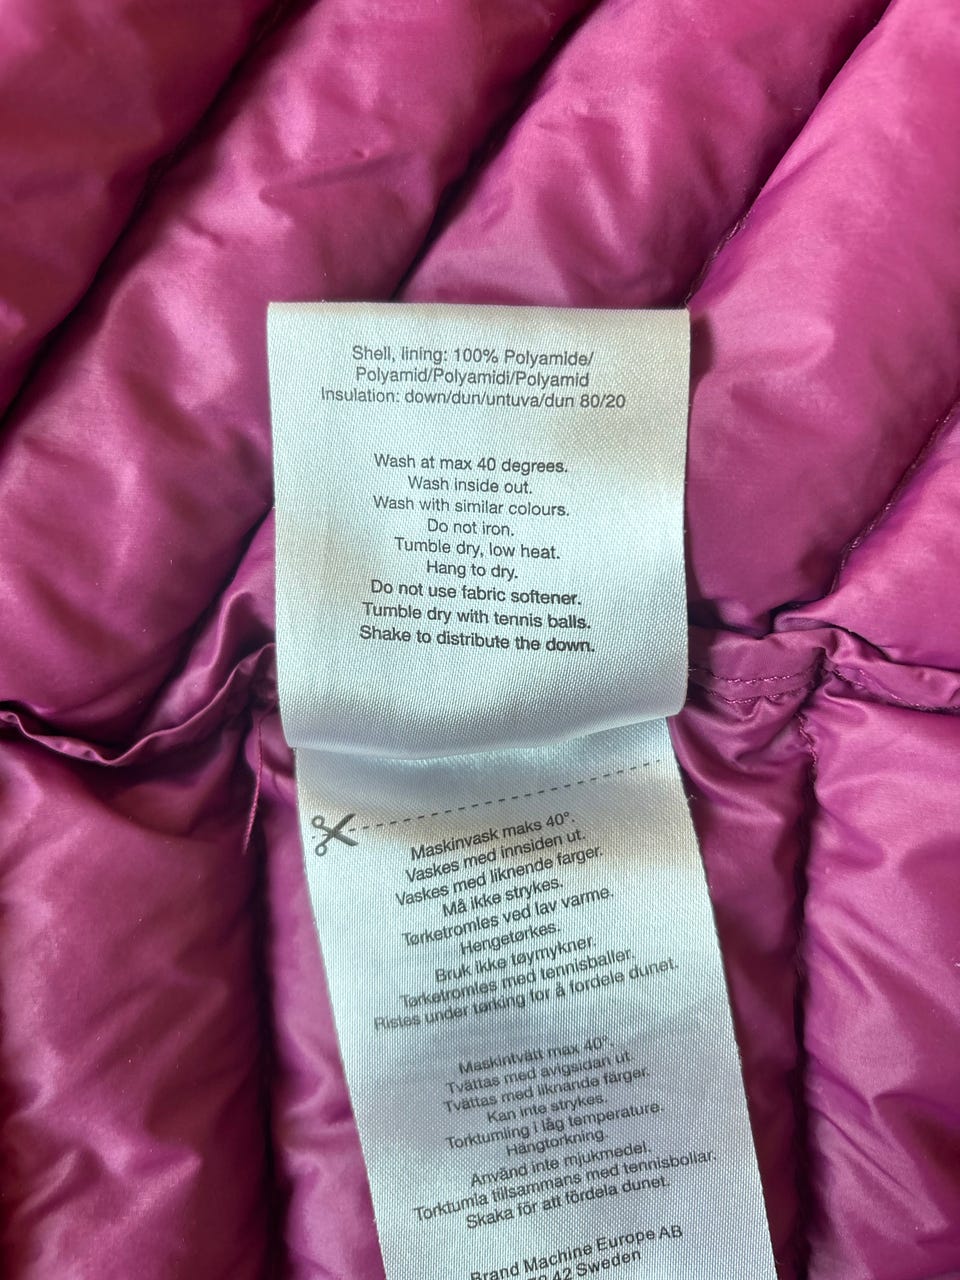 Shell, lining: 100% Polyamide/
Polyamid/Polyamidi/Polyamid
Insulation: down/dun/untuva/dun 80/20
Wash at max 40 degrees.
Wash inside out.
Wash with similar colours.
Do not iron.
Tumble dry, low heat.
Hang to dry.
Do not use fabric softener.
Tumble dry with tennis balls.
Shake to distribute the down.
Maskinvask maks 40°.
Vaskes med innsiden ut.
Vaskes med liknende farger.
Må ikke strykes.
Tørketromles ved lav varme.
Hengetørkes.
Bruk ikke tøymykner.
Tørketromles med tennisballer.
Ristes under tørking for å fordele dunet.
Maskintvätt max 40°.
Tvättas med avigsidan ut.
Tvättas med liknande färger.
Kan inte strykas.
Torktumling i låg temperature.
Hängtorkning.
Använd inte mjukmedel.
Torktumla tillsammans med tennisbollar.
Skaka för att fördela dunet.
Brand Machine Europe AB
42 Sweden